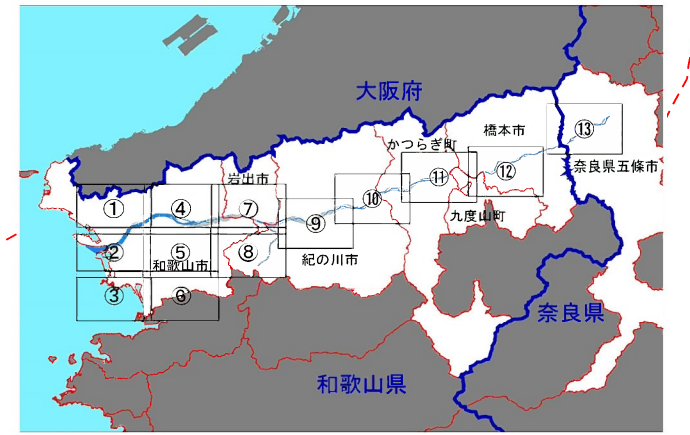 大阪府
⑬
橋本市
かつらぎ町
⑫
奈良県五條市
岩出市
⑪
⑩
①
④
⑦
⑨
九度山町
②
⑤
⑧
和歌山市
紀の川市
③
⑥
奈良県
和歌山県